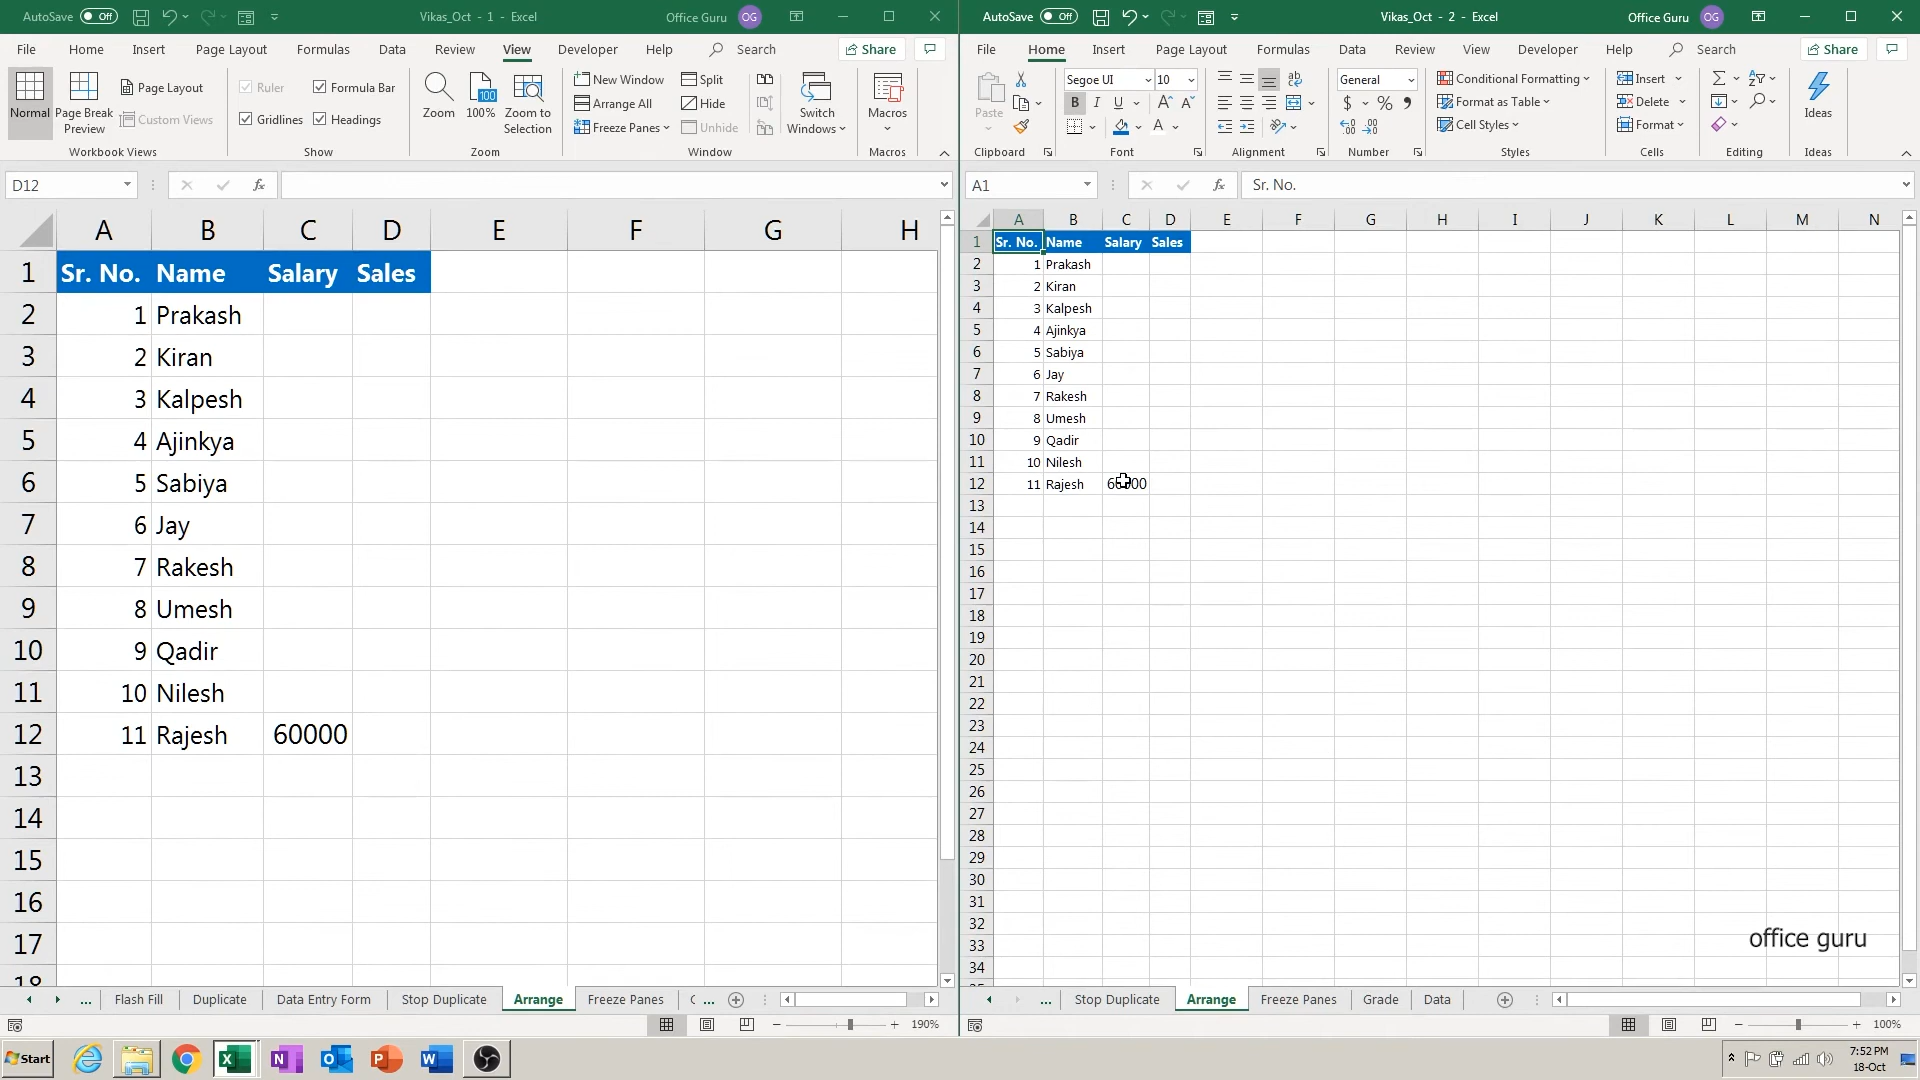 AutoSave Off Vikas_Oct - 1 - Excel Office Guru OG
File Home Insert Page Layout Formulas Data Review View Developer Help Search Share
Normal Page Break Preview Page Layout Custom Views
Workbook Views
Ruler Formula Bar
Gridlines Headings
Show
Zoom 100 100% Zoom to Selection
Zoom
New Window Split
Arrange All Hide
Freeze Panes Unhide
Switch Windows
Window
Macros
Macros
D12 fx
A B C D E F G H
1 Sr. No. Name Salary Sales
2 1 Prakash
3 2 Kiran
4 3 Kalpesh
5 4 Ajinkya
6 5 Sabiya
7 6 Jay
8 7 Rakesh
9 8 Umesh
10 9 Qadir
11 10 Nilesh
12 11 Rajesh 60000
13
14
15
16
17
18
... Flash Fill Duplicate Data Entry Form Stop Duplicate Arrange Freeze Panes ...
190%
AutoSave Off Vikas_Oct - 2 - Excel Office Guru OG
File Home Insert Page Layout Formulas Data Review View Developer Help Search Share
Paste
Clipboard
Segoe UI 10
B I U A A
A
Font
ab
Alignment
General
$ % ,
Number
Conditional Formatting
Format as Table
Cell Styles
Styles
Insert
Delete
Format
Cells
Editing
Ideas
Ideas
A1 fx Sr. No.
A B C D E F G H I J K L M N
1 Sr. No. Name Salary Sales
2 1 Prakash
3 2 Kiran
4 3 Kalpesh
5 4 Ajinkya
6 5 Sabiya
7 6 Jay
8 7 Rakesh
9 8 Umesh
10 9 Qadir
11 10 Nilesh
12 11 Rajesh 60000
13
14
15
16
17
18
19
20
21
22
23
24
25
26
27
28
29
30
31
32
33
34
office guru
... Stop Duplicate Arrange Freeze Panes Grade Data
100%
Start
7:52 PM
18-Oct